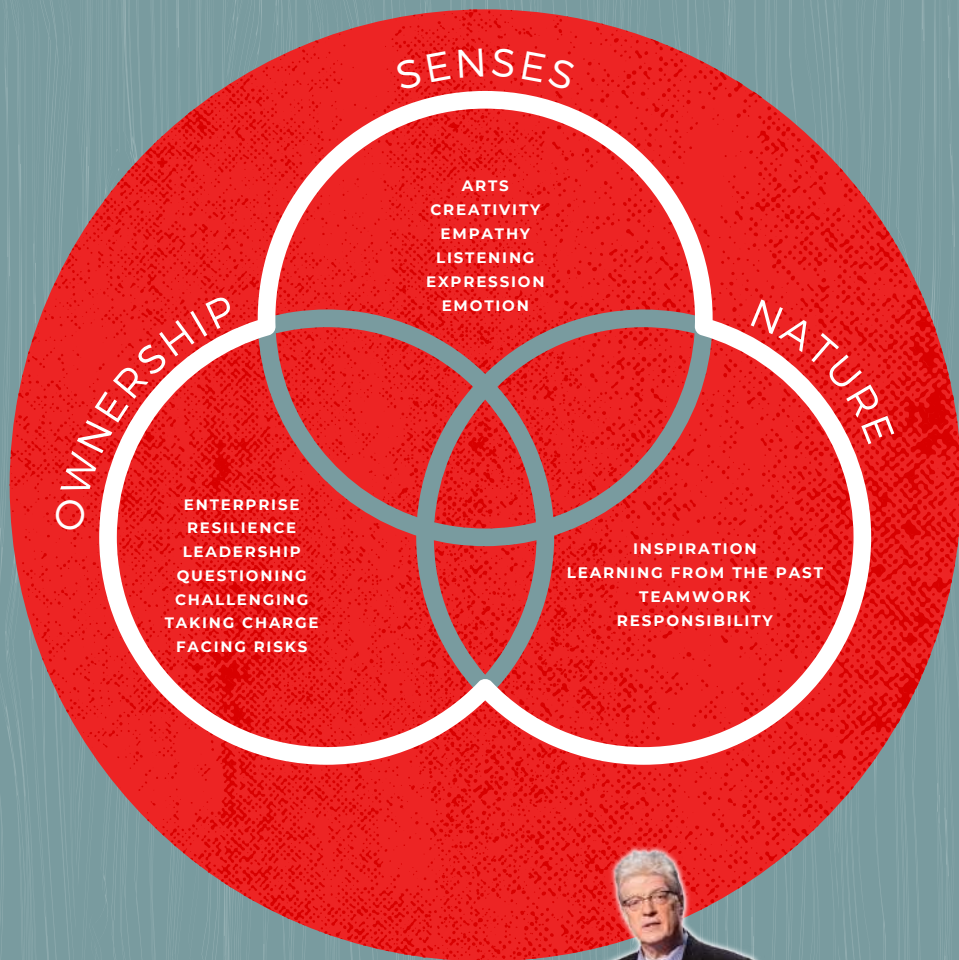 SENSES
ARTS
CREATIVITY
EMPATHY
LISTENING
EXPRESSION
EMOTION
OWNERSHIP
ENTERPRISE
RESILIENCE
LEADERSHIP
QUESTIONING
CHALLENGING
TAKING CHARGE
FACING RISKS
NATURE
INSPIRATION
LEARNING FROM THE PAST
TEAMWORK
RESPONSIBILITY